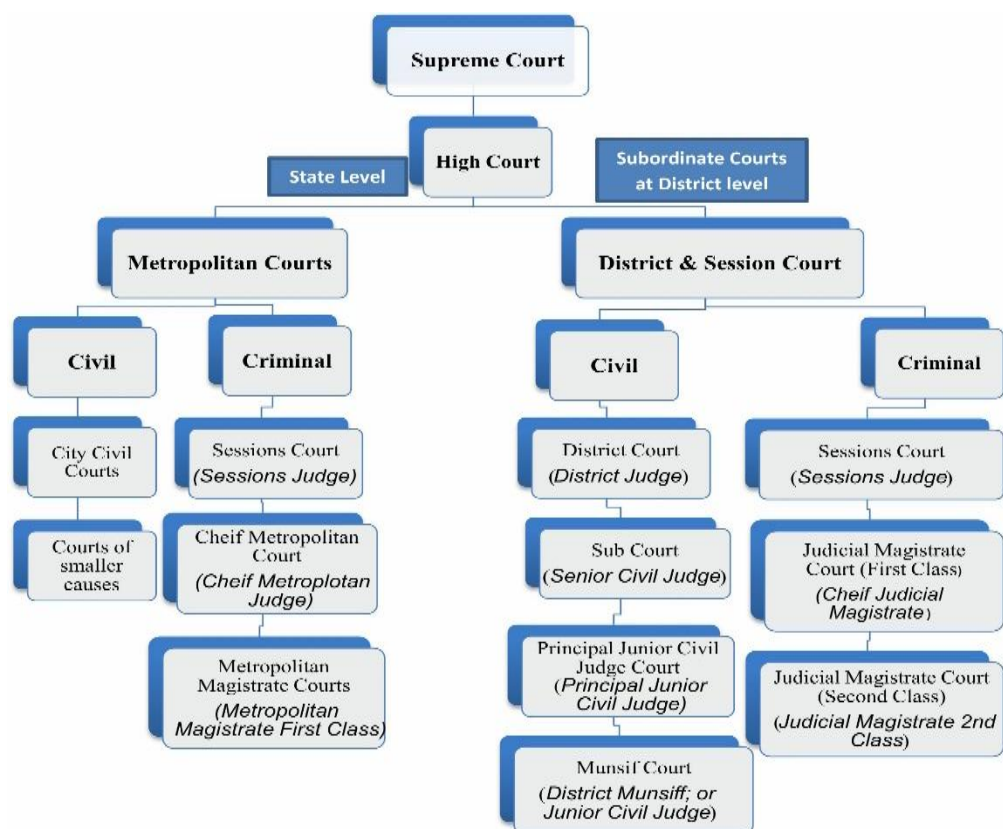 Supreme Court
High Court
State Level
Subordinate Courts
at District level
Metropolitan Courts
District & Session Court
Civil
Criminal
Civil
Criminal
City Civil
Courts
Sessions Court
(Sessions Judge)
District Court
(District Judge)
Sessions Court
(Sessions Judge)
Courts of
smaller
causes
Cheif Metropolitan
Court
(Cheif Metroplotan
Judge)
Sub Court
(Senior Civil Judge)
Judicial Magistrate
Court (First Class)
(Cheif Judicial
Magistrate)
Metropolitan
Magistrate Courts
(Metropolitan
Magistrate First Class)
Principal Junior Civil
Judge Court
(Principal Junior
Civil Judge)
Judicial Magistrate Court
(Second Class)
(Judicial Magistrate 2nd
Class)
Munsif Court
(District Munsiff; or
Junior Civil Judge)